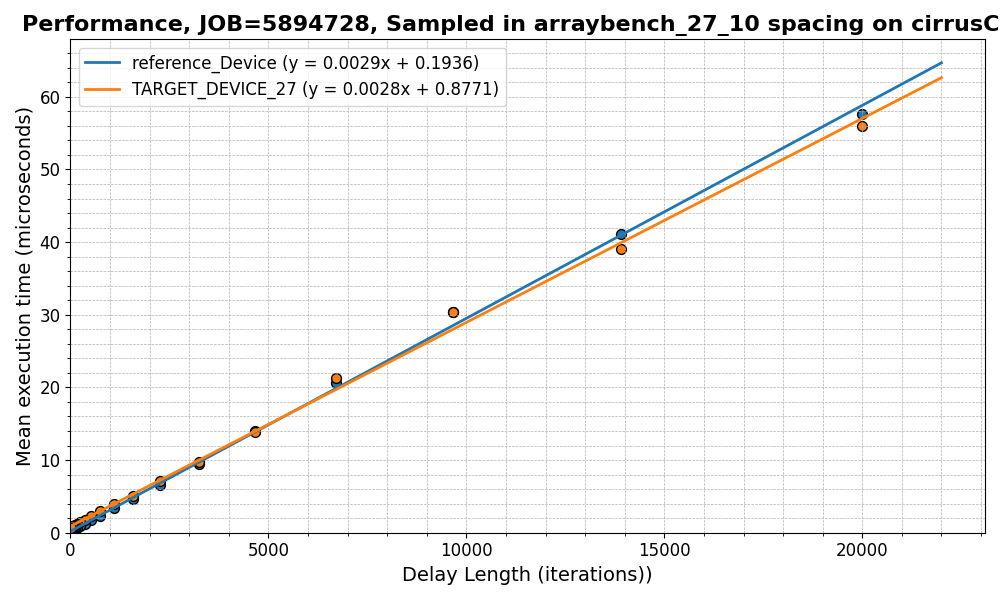 Performance, JOB=5894728, Sampled in arraybench_27_10 spacing on cirrusC
reference_Device (y = 0.0029x + 0.1936)
TARGET_DEVICE_27 (y = 0.0028x + 0.8771)
Mean execution time (microseconds)
60
50
40
30
20
10
0
0 5000 10000 15000 20000
Delay Length (iterations))